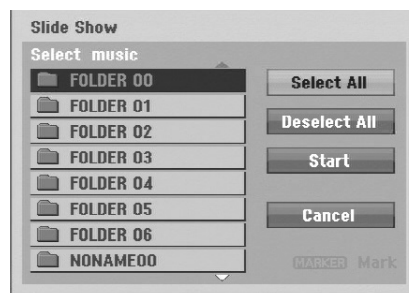 Slide Show
Select music
FOLDER 00
FOLDER 01
FOLDER 02
FOLDER 03
FOLDER 04
FOLDER 05
FOLDER 06
NONAME00
Select All
Deselect All
Start
Cancel
MARKER Mark